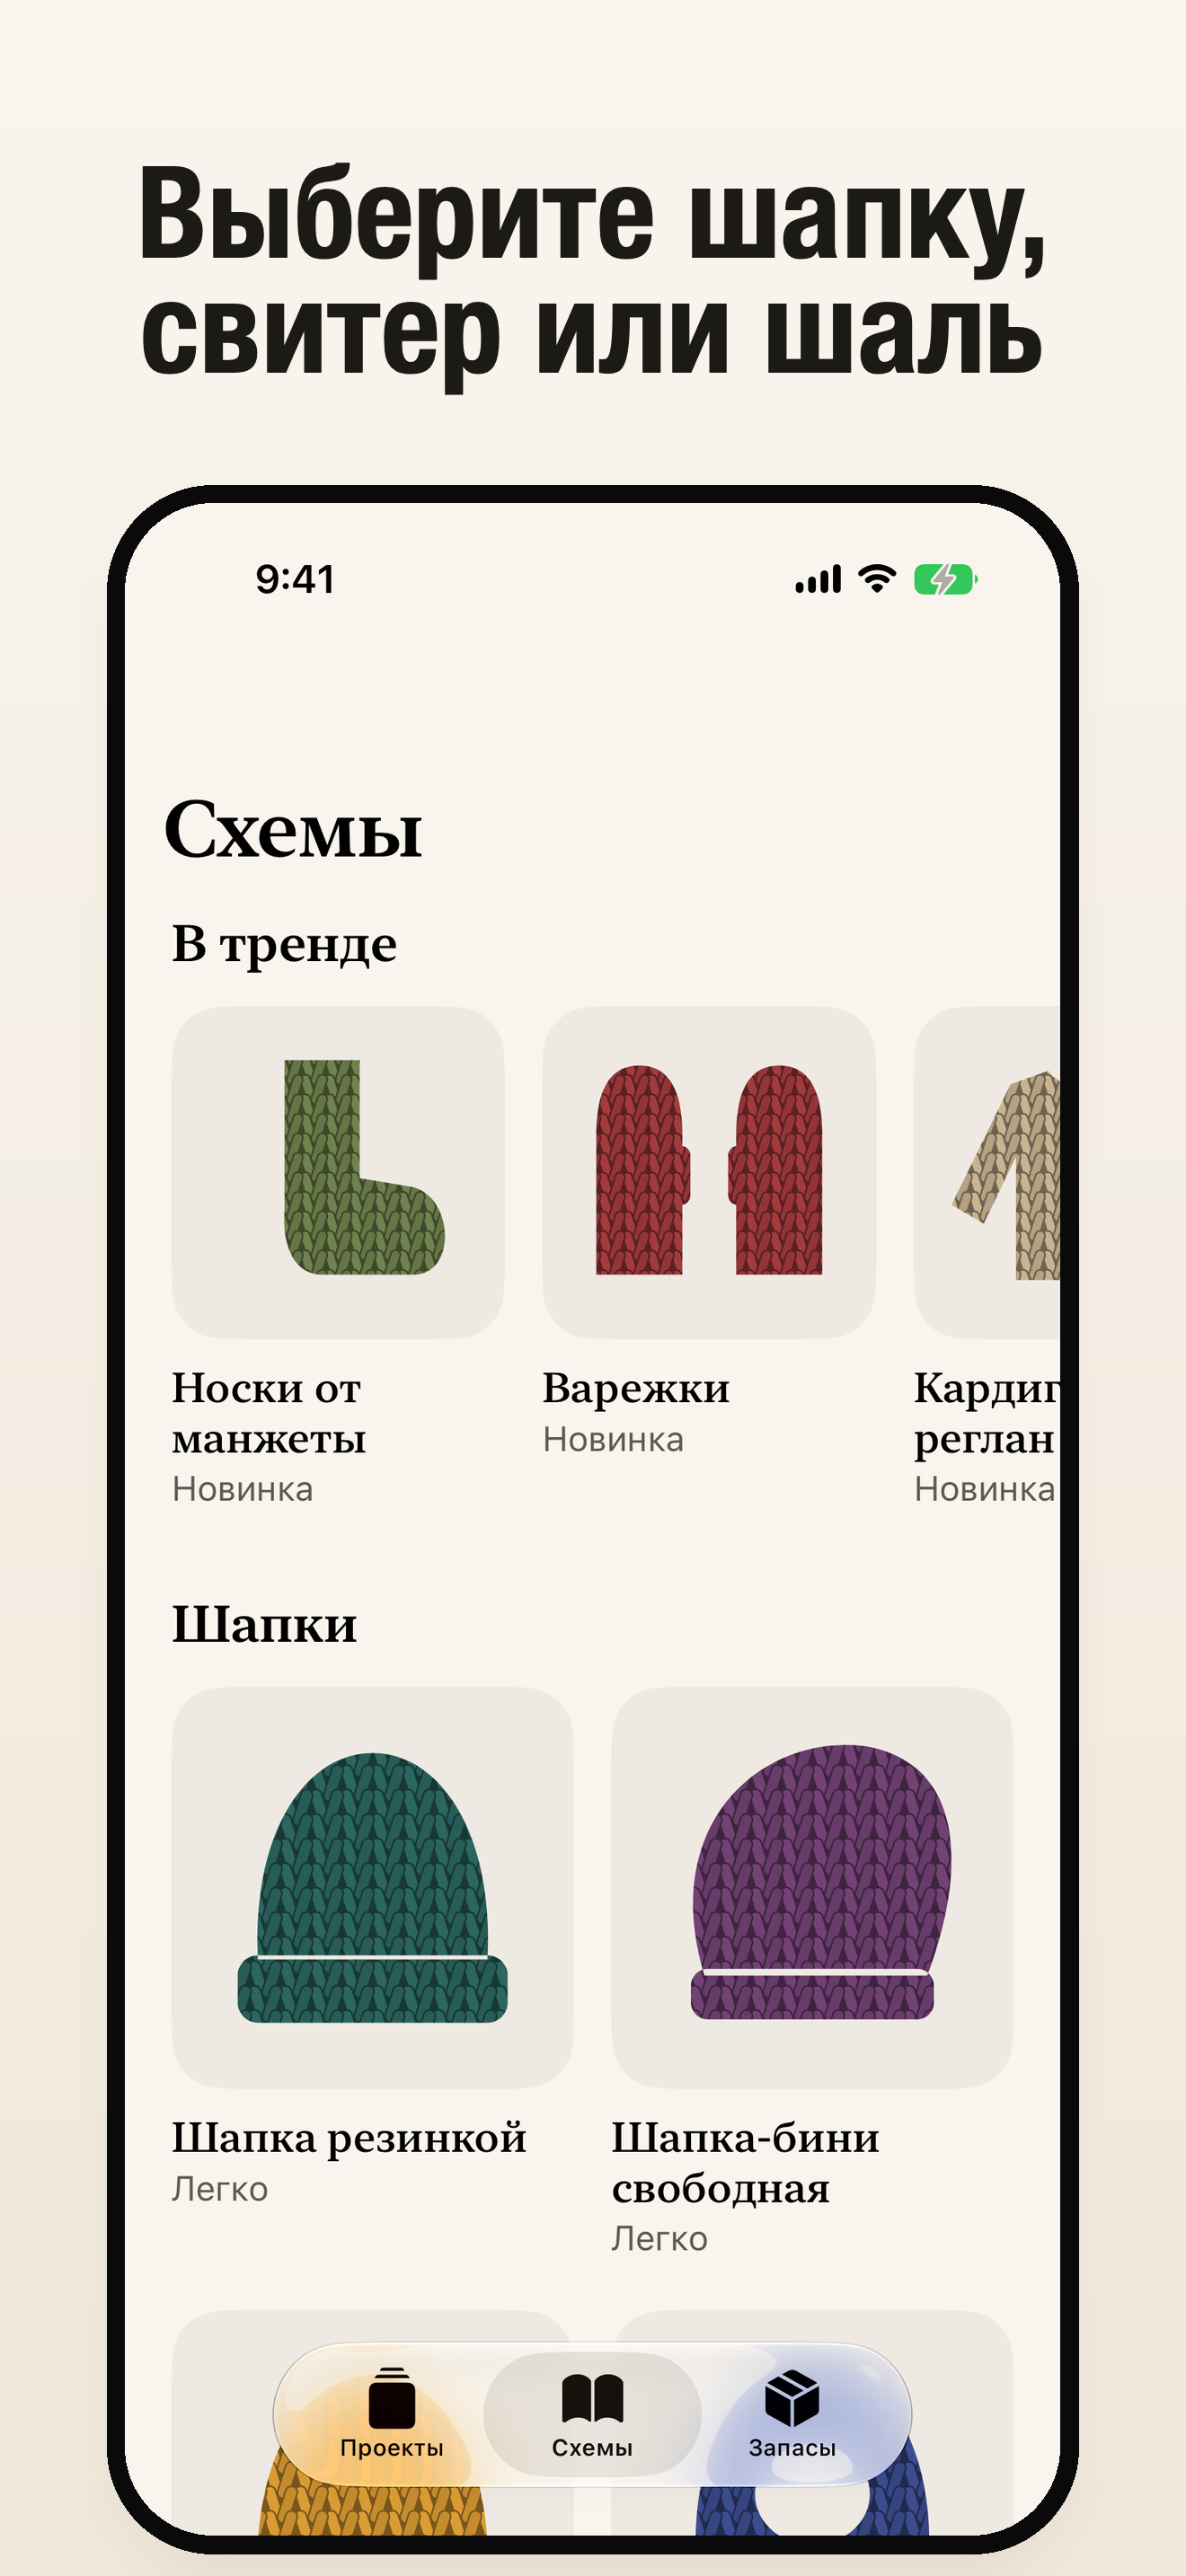 Выберите шапку,
свитер или шаль
9:41
Схемы
В тренде
Носки от
манжеты
Новинка
Варежки
Новинка
реглан
Новинка
Шапки
Шапка резинкой
Легко
Шапка-бини
свободная
Легко
Проекты
Схемы
Запасы